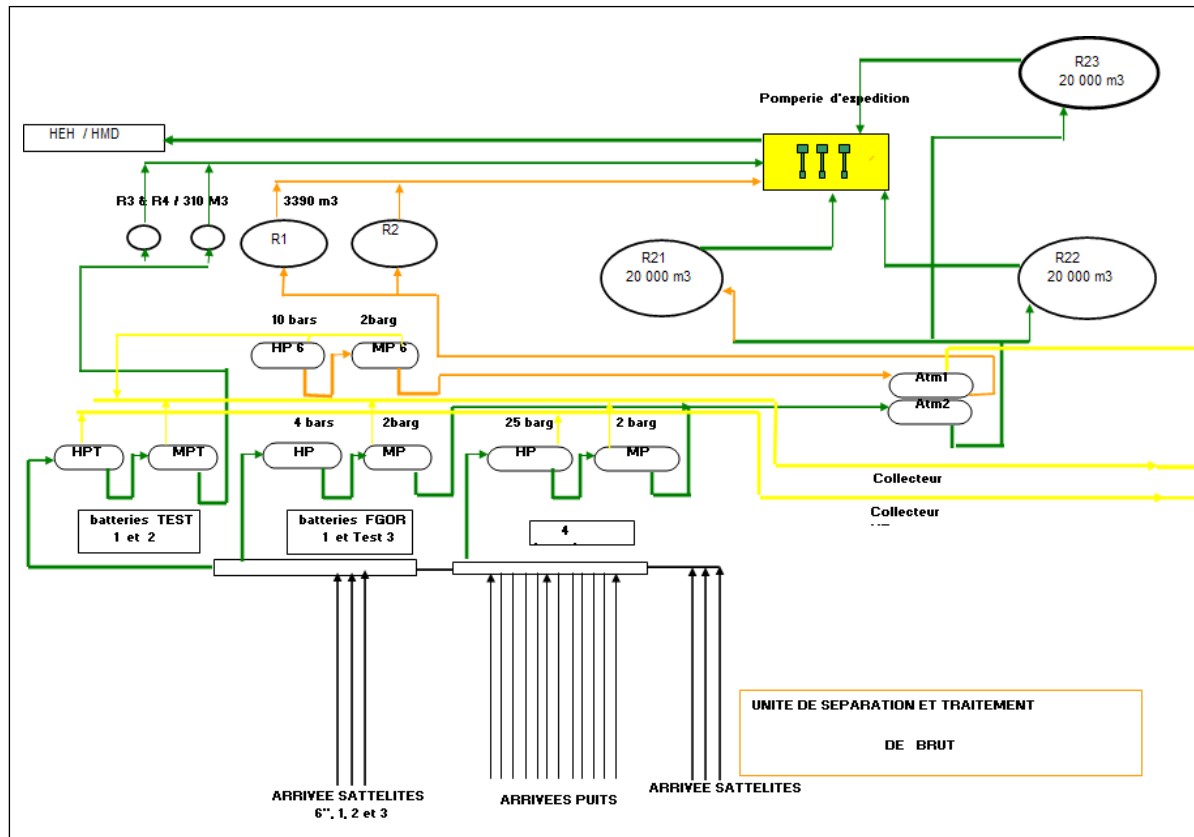 R23
20 000 m3
Pomperie d'expedition
HEH / HMD
R3 & R4 / 310 M3
3390 m3
R1
R2
R21
20 000 m3
R22
20 000 m3
10 bars
2barg
HP 6
MP 6
Atm1
Atm2
4 bars
2barg
25 barg
2 barg
HPT
MPT
HP
MP
HP
MP
Collecteur
Collecteur
batteries TEST
1 et 2
batteries FGOR
1 et Test 3
4
UNITE DE SEPARATION ET TRAITEMENT
DE BRUT
ARRIVEE SATTELITES
6", 1, 2 et 3
ARRIVEES PUITS
ARRIVEE SATTELITES